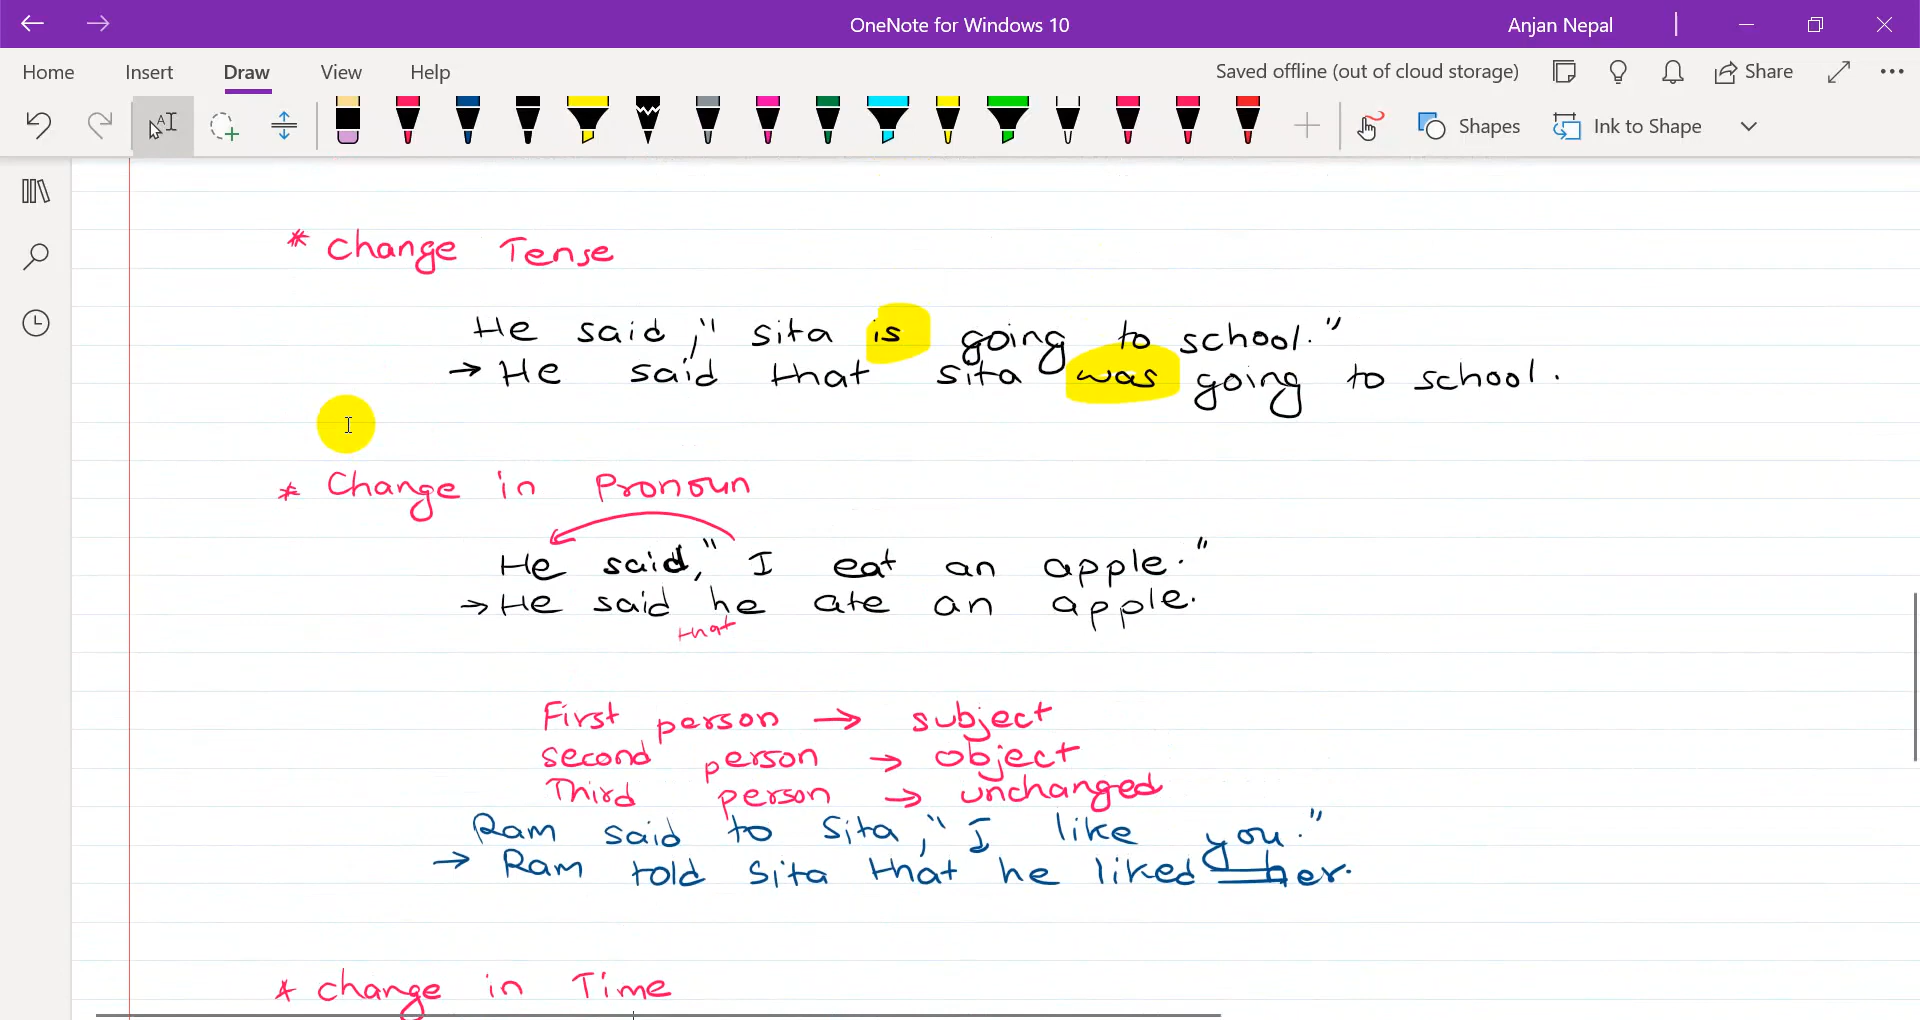 OneNote for Windows 10
Anjan Nepal
Home Insert Draw View Help
Saved offline (out of cloud storage)
Share
Shapes
Ink to Shape
* Change Tense
He said," Sita is going to school."
→ He said that sita was going to school.
* Change in Pronoun
He said," I eat an apple."
→ He said he ate an apple.
that
First person → subject
second person → object
Third person → unchanged
Ram said to Sita," I like you."
→ Ram told Sita that he liked her.
* change in Time